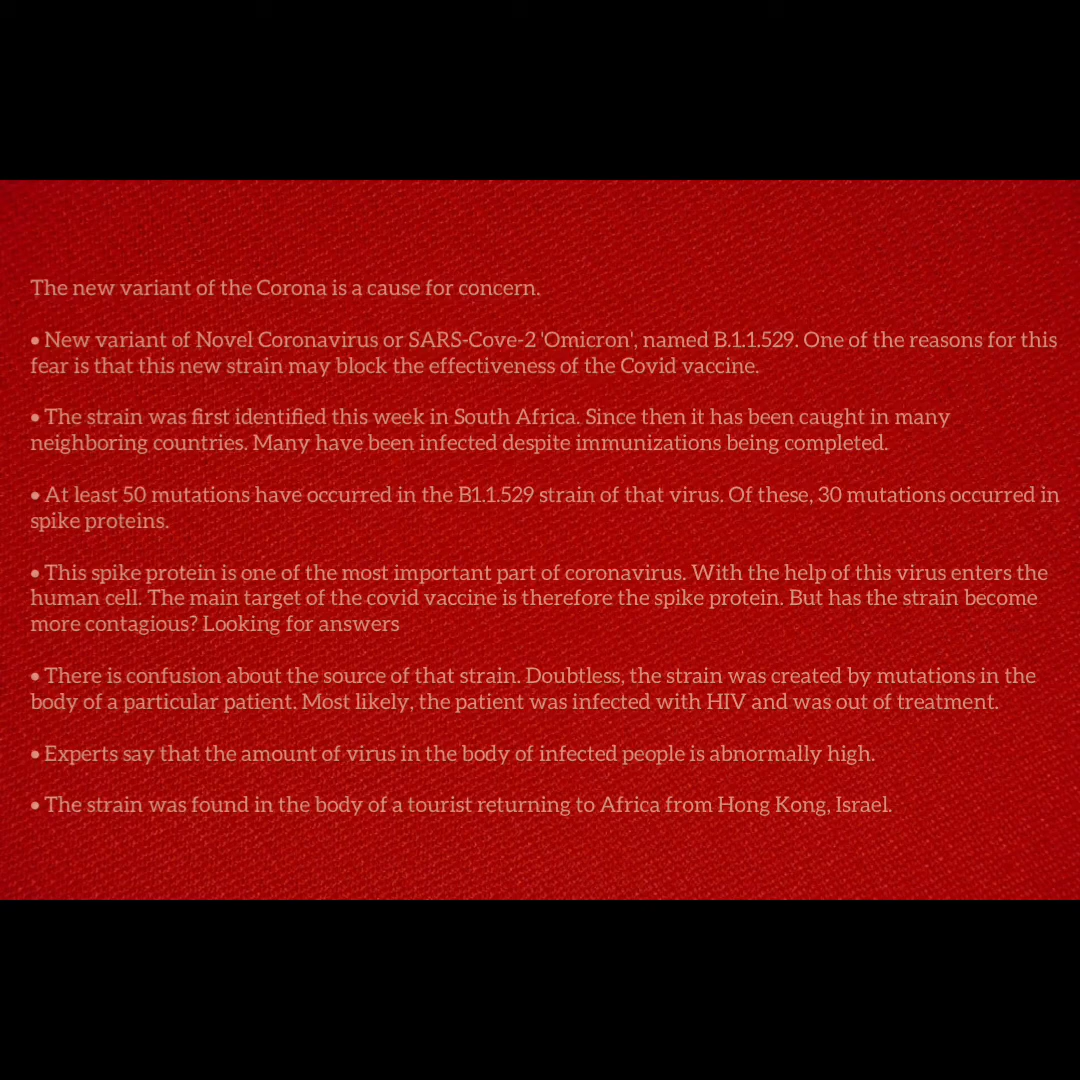 The new variant of the Corona is a cause for concern.
• New variant of Novel Coronavirus or SARS-Cove-2 'Omicron', named B.1.1.529. One of the reasons for this
fear is that this new strain may block the effectiveness of the Covid vaccine.
• The strain was first identified this week in South Africa. Since then it has been caught in many
neighboring countries. Many have been infected despite immunizations being completed.
• At least 50 mutations have occurred in the B1.1.529 strain of that virus. Of these, 30 mutations occurred in
spike proteins.
• This spike protein is one of the most important part of coronavirus. With the help of this virus enters the
human cell. The main target of the covid vaccine is therefore the spike protein. But has the strain become
more contagious? Looking for answers
• There is confusion about the source of that strain. Doubtless, the strain was created by mutations in the
body of a particular patient. Most likely, the patient was infected with HIV and was out of treatment.
• Experts say that the amount of virus in the body of infected people is abnormally high.
• The strain was found in the body of a tourist returning to Africa from Hong Kong, Israel.